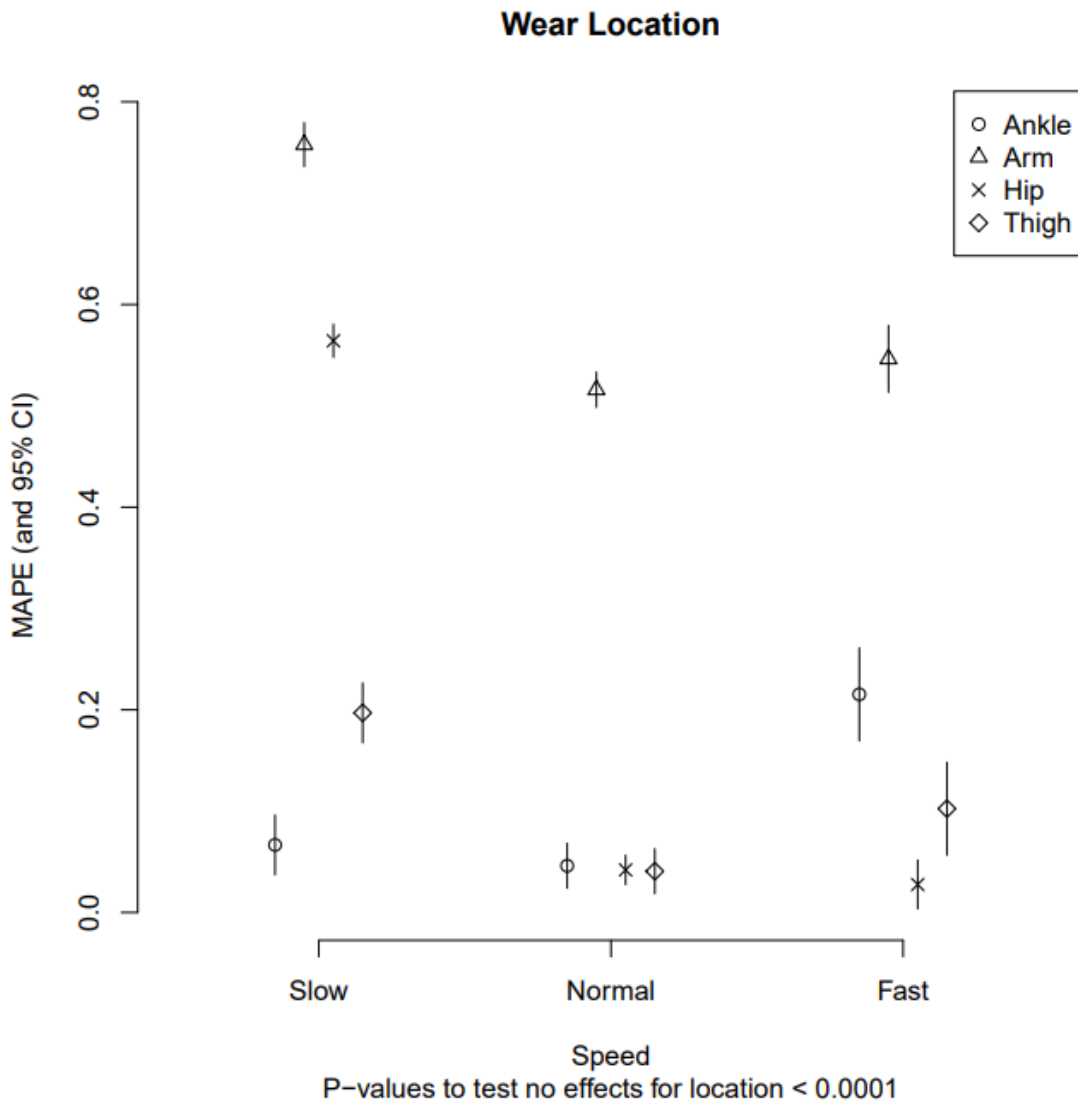 Wear Location
Ankle
Arm
Hip
Thigh
MAPE (and 95% CI)
0.8
0.6
0.4
0.2
0.0
Slow Normal Fast
Speed
P−values to test no effects for location < 0.0001